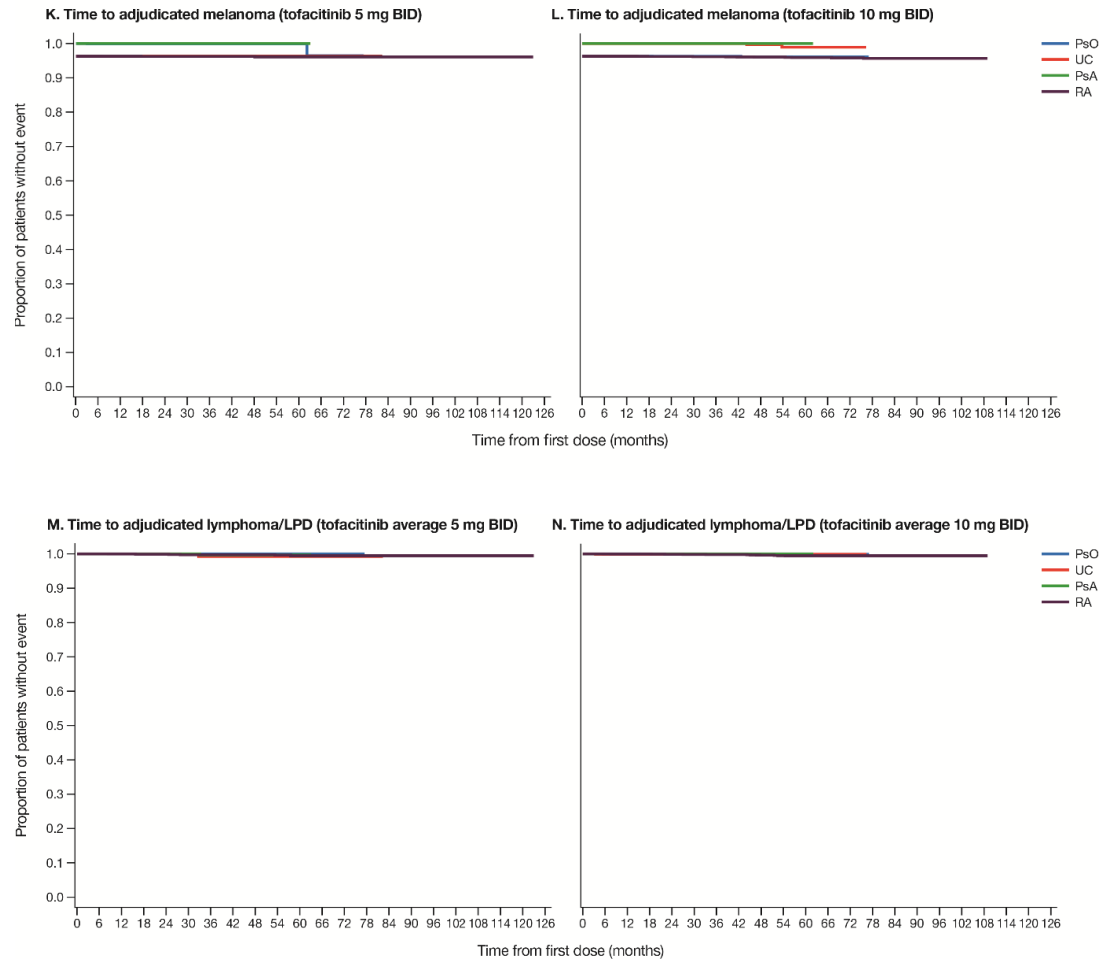 K. Time to adjudicated melanoma (tofacitinib 5 mg BID)
L. Time to adjudicated melanoma (tofacitinib 10 mg BID)
Proportion of patients without event
1.0
0.9
0.8
0.7
0.6
0.5
0.4
0.3
0.2
0.1
0.0
0 6 12 18 24 30 36 42 48 54 60 66 72 78 84 90 96 102 108 114 120 126
0 6 12 18 24 30 36 42 48 54 60 66 72 78 84 90 96 102 108 114 120 126
PsO
UC
PsA
RA
Time from first dose (months)
M. Time to adjudicated lymphoma/LPD (tofacitinib average 5 mg BID)
N. Time to adjudicated lymphoma/LPD (tofacitinib average 10 mg BID)
Proportion of patients without event
1.0
0.9
0.8
0.7
0.6
0.5
0.4
0.3
0.2
0.1
0.0
0 6 12 18 24 30 36 42 48 54 60 66 72 78 84 90 96 102 108 114 120 126
0 6 12 18 24 30 36 42 48 54 60 66 72 78 84 90 96 102 108 114 120 126
PsO
UC
PsA
RA
Time from first dose (months)